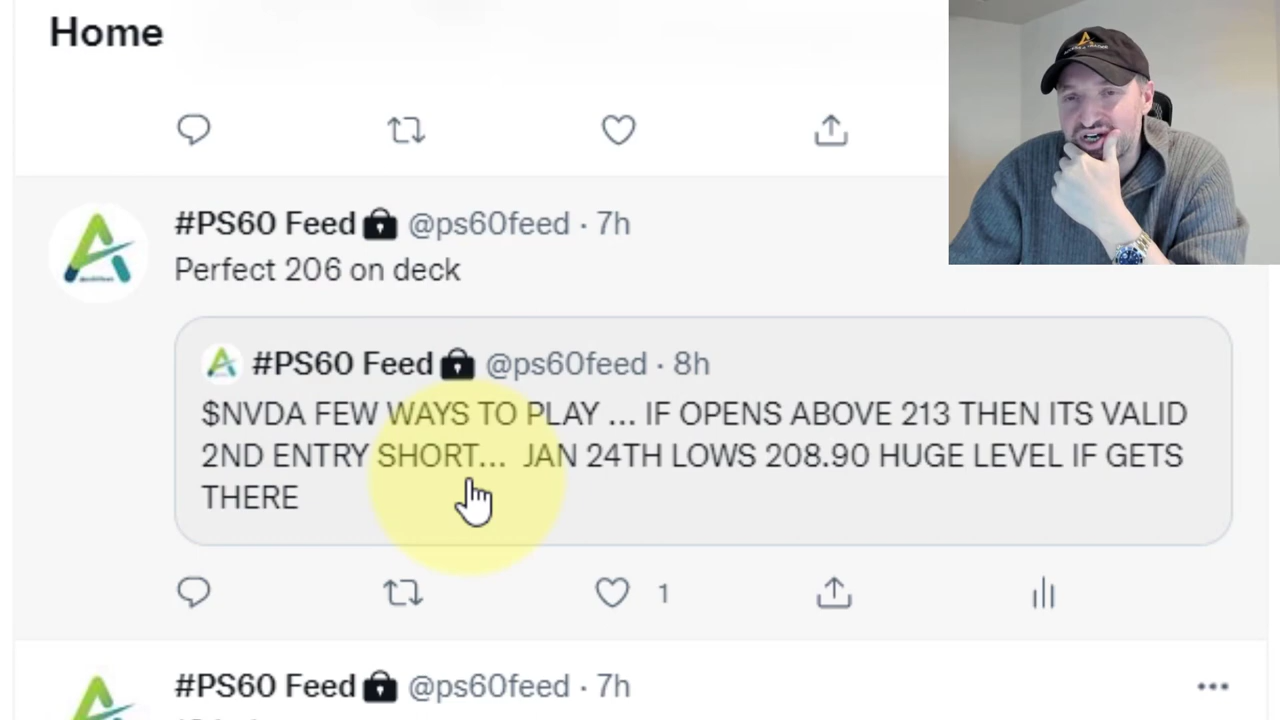 Home
#PS60 Feed🔒 @ps60feed · 7h
Perfect 206 on deck
#PS60 Feed🔒 @ps60feed · 8h
$NVDA FEW WAYS TO PLAY ... IF OPENS ABOVE 213 THEN ITS VALID
2ND ENTRY SHORT... JAN 24TH LOWS 208.90 HUGE LEVEL IF GETS
THERE
1
#PS60 Feed🔒 @ps60feed · 7h